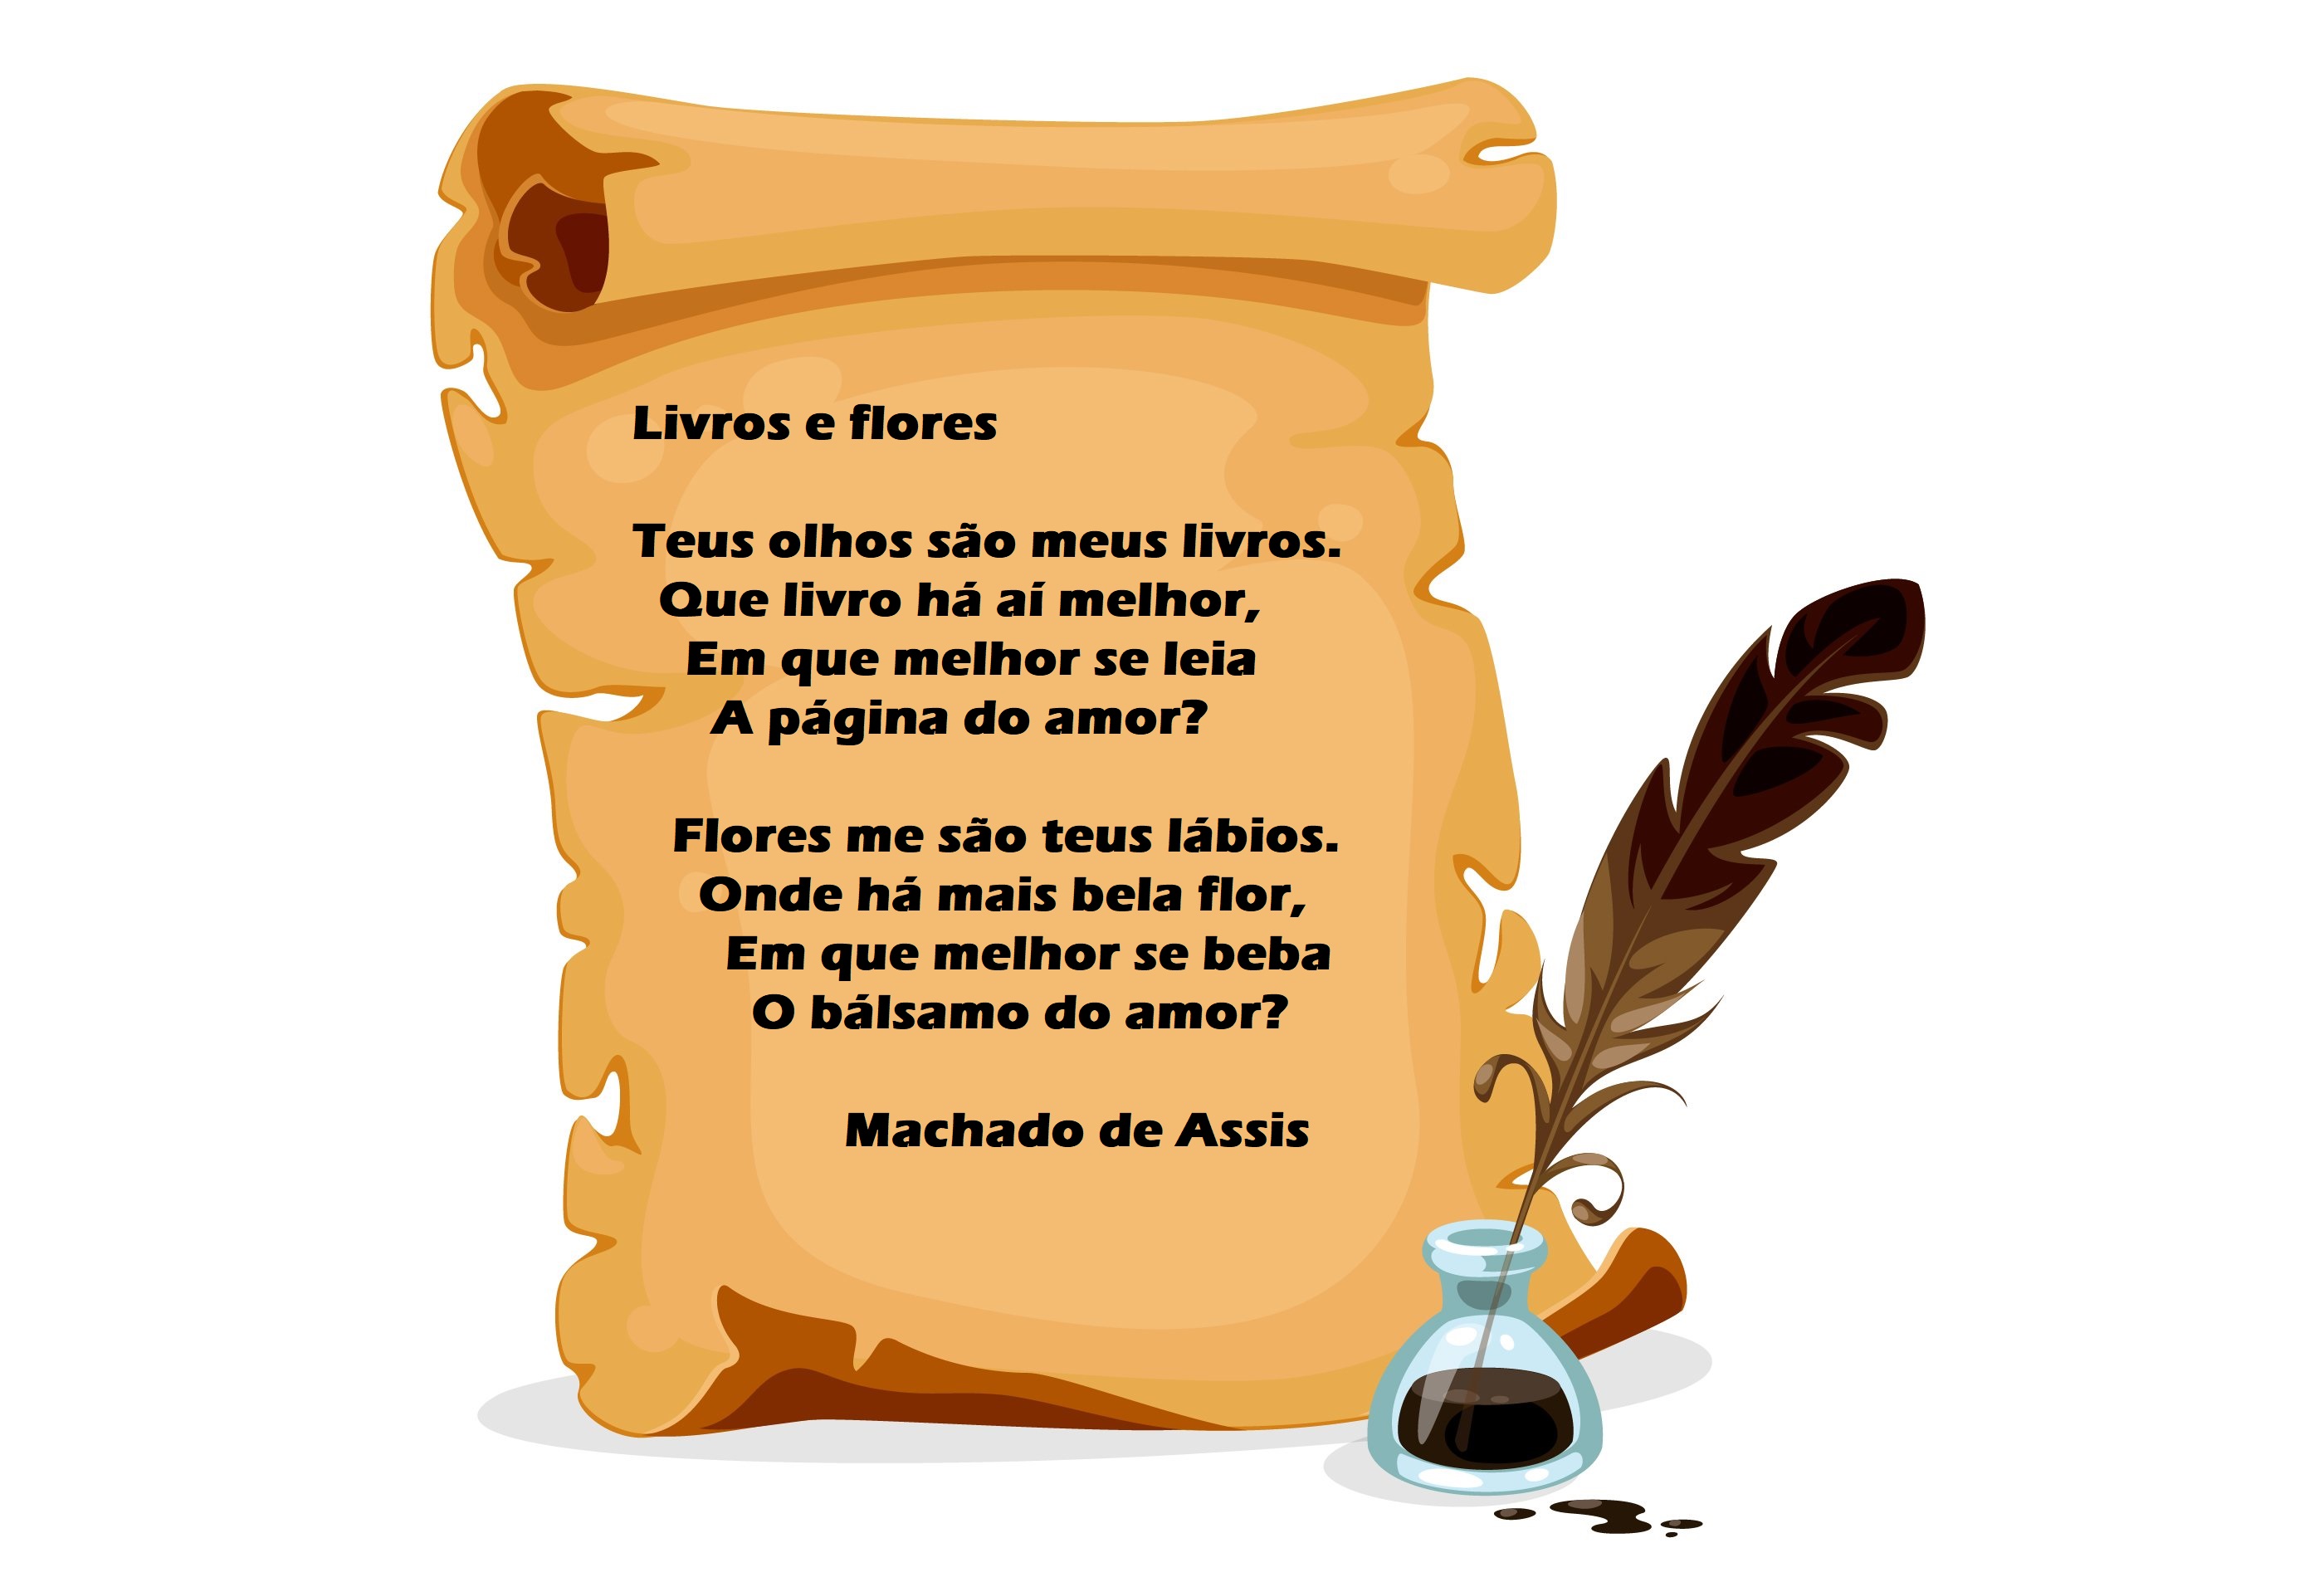 Livros e flores
Teus olhos são meus livros.
Que livro há aí melhor,
Em que melhor se leia
A página do amor?
Flores me são teus lábios.
Onde há mais bela flor,
Em que melhor se beba
O bálsamo do amor?
Machado de Assis